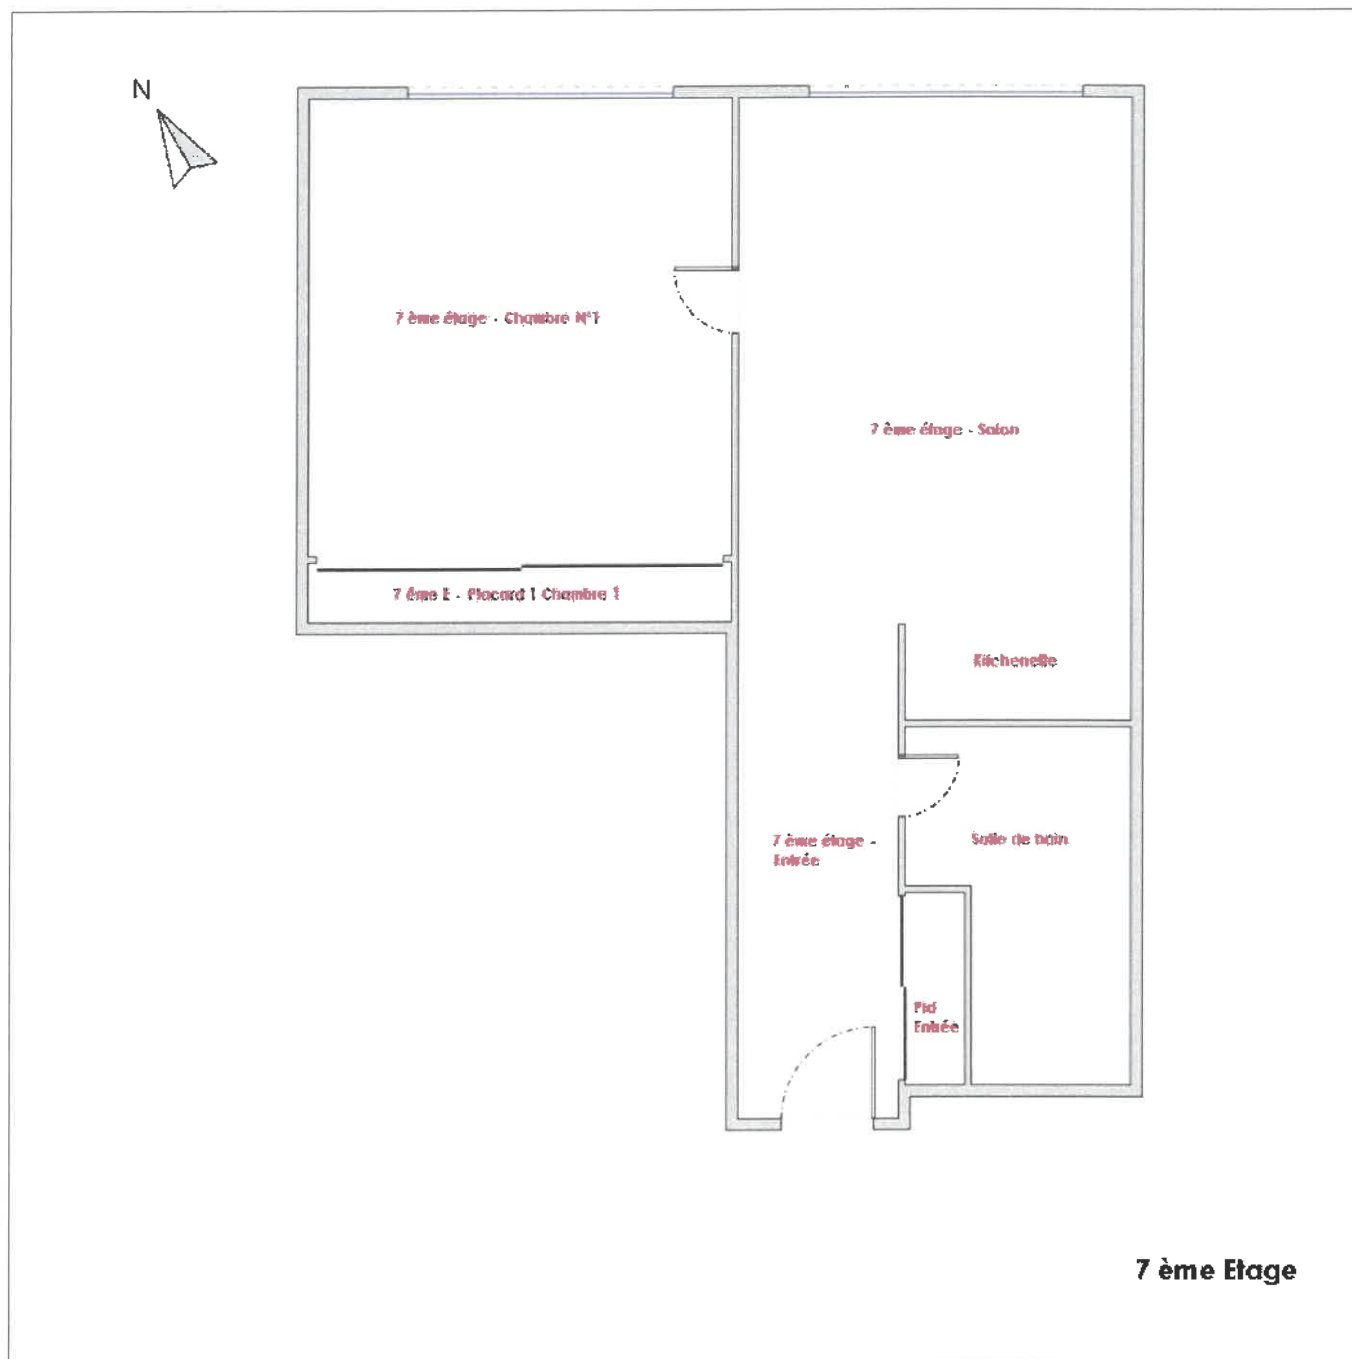 N
7 ème étage - Chambre N°1
7 ème étage - Salon
7 ème E - Placard 1 Chambre 1
Kitchenette
7 ème étage -
Entrée
Salle de bain
Pld
Entrée
7 ème Etage